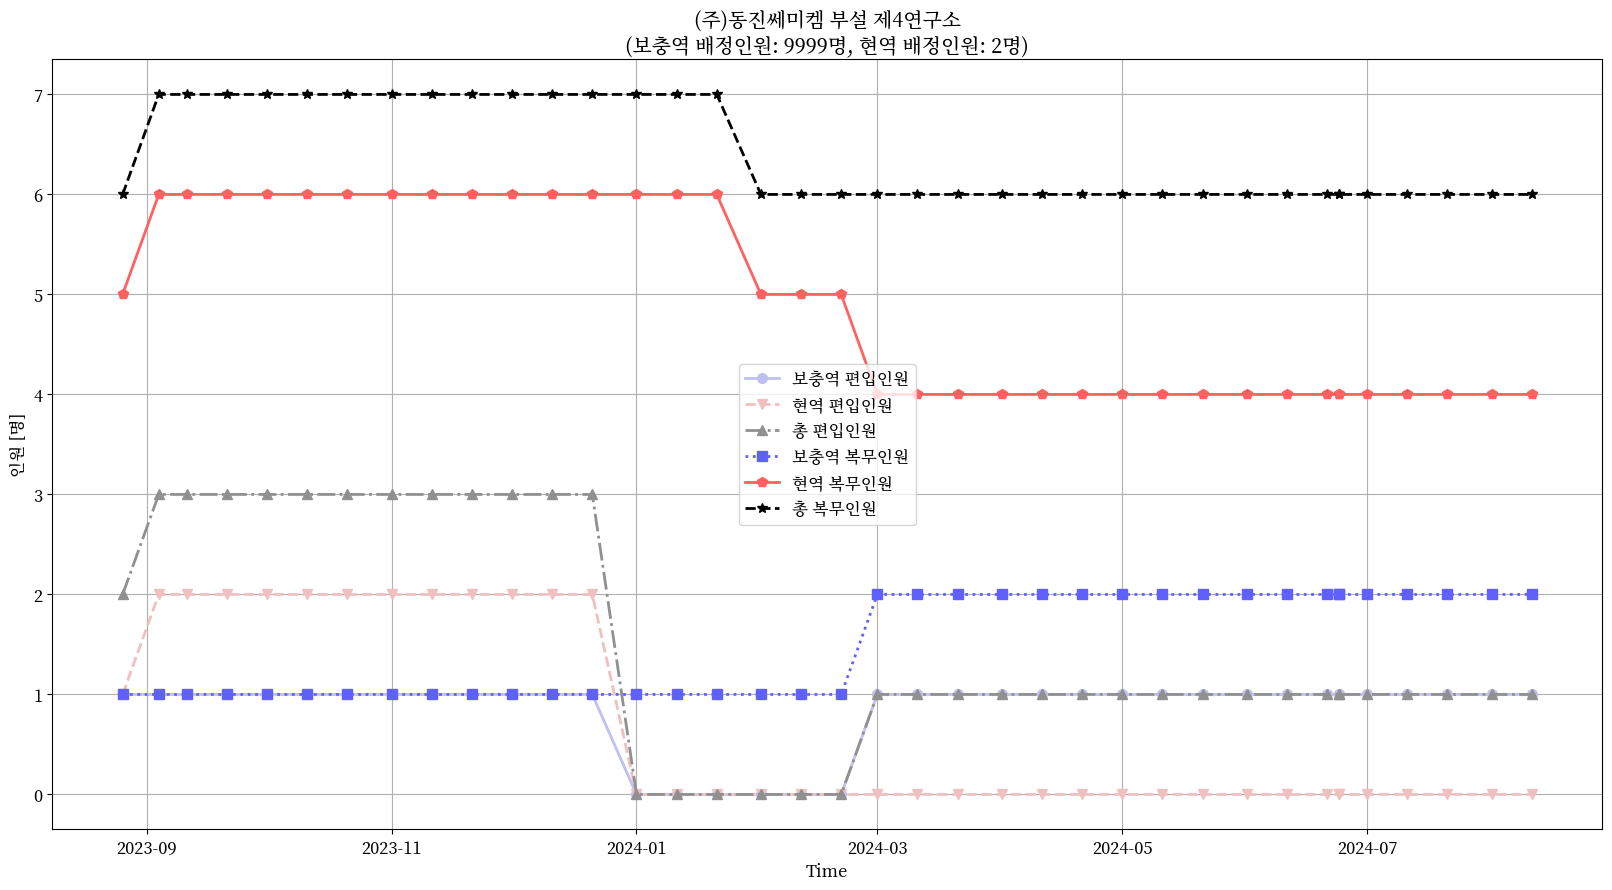 (주)동진쎄미켐 부설 제4연구소
(보충역 배정인원: 9999명, 현역 배정인원: 2명)
인원 [명]
7
6
5
4
3
2
1
0
보충역 편입인원
현역 편입인원
총 편입인원
보충역 복무인원
현역 복무인원
총 복무인원
2023-09
2023-11
2024-01
2024-03
2024-05
2024-07
Time